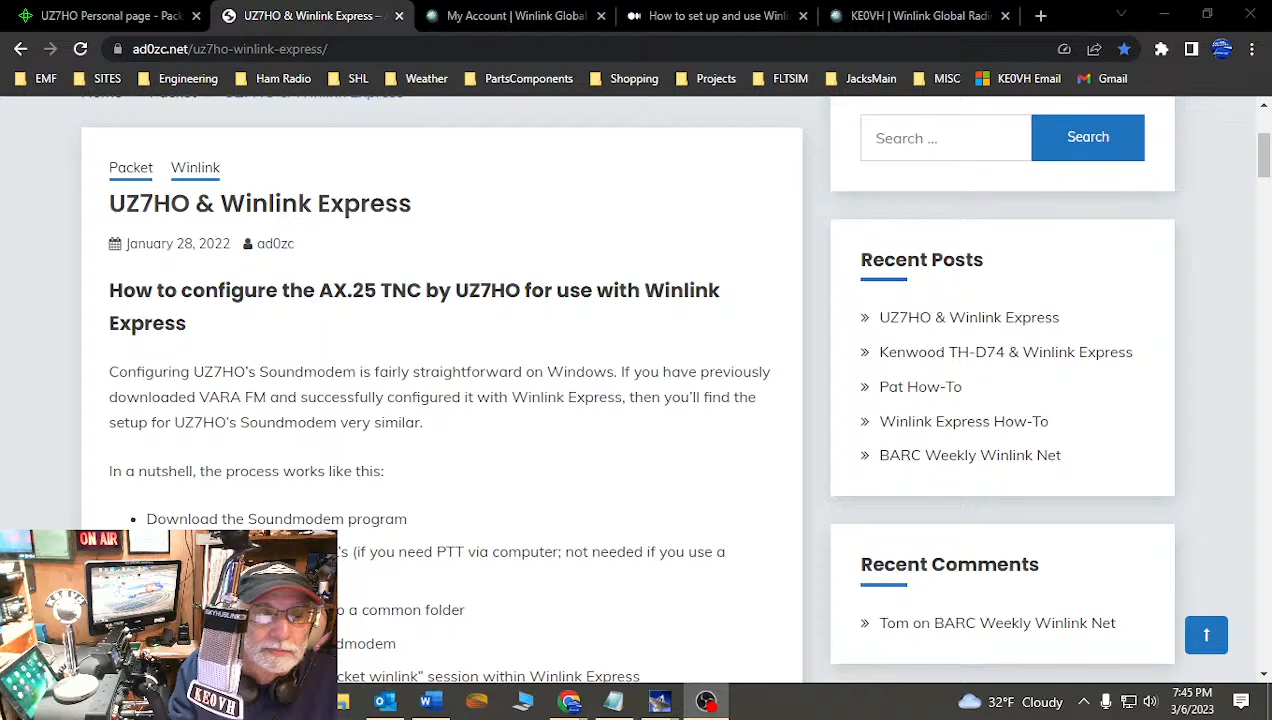 UZ7HO Personal page - Pack
UZ7HO & Winlink Express –
My Account | Winlink Global
How to set up and use Winli
KE0VH | Winlink Global Radi
ad0zc.net/uz7ho-winlink-express/
EMF
SITES
Engineering
Ham Radio
SHL
Weather
PartsComponents
Shopping
Projects
FLTSIM
JacksMain
MISC
KE0VH Email
Gmail
Packet
Winlink
UZ7HO & Winlink Express
January 28, 2022
ad0zc
How to configure the AX.25 TNC by UZ7HO for use with Winlink
Express
Configuring UZ7HO’s Soundmodem is fairly straightforward on Windows. If you have previously
downloaded VARA FM and successfully configured it with Winlink Express, then you’ll find the
setup for UZ7HO’s Soundmodem very similar.
In a nutshell, the process works like this:
• Download the Soundmodem program
’s (if you need PTT via computer; not needed if you use a
o a common folder
dmodem
cket winlink” session within Winlink Express
Search ...
Search
Recent Posts
» UZ7HO & Winlink Express
» Kenwood TH-D74 & Winlink Express
» Pat How-To
» Winlink Express How-To
» BARC Weekly Winlink Net
Recent Comments
» Tom on BARC Weekly Winlink Net
ON AIR
KE0VH
SKYHUBLINK
KE0VH
32°F Cloudy
7:45 PM
3/6/2023